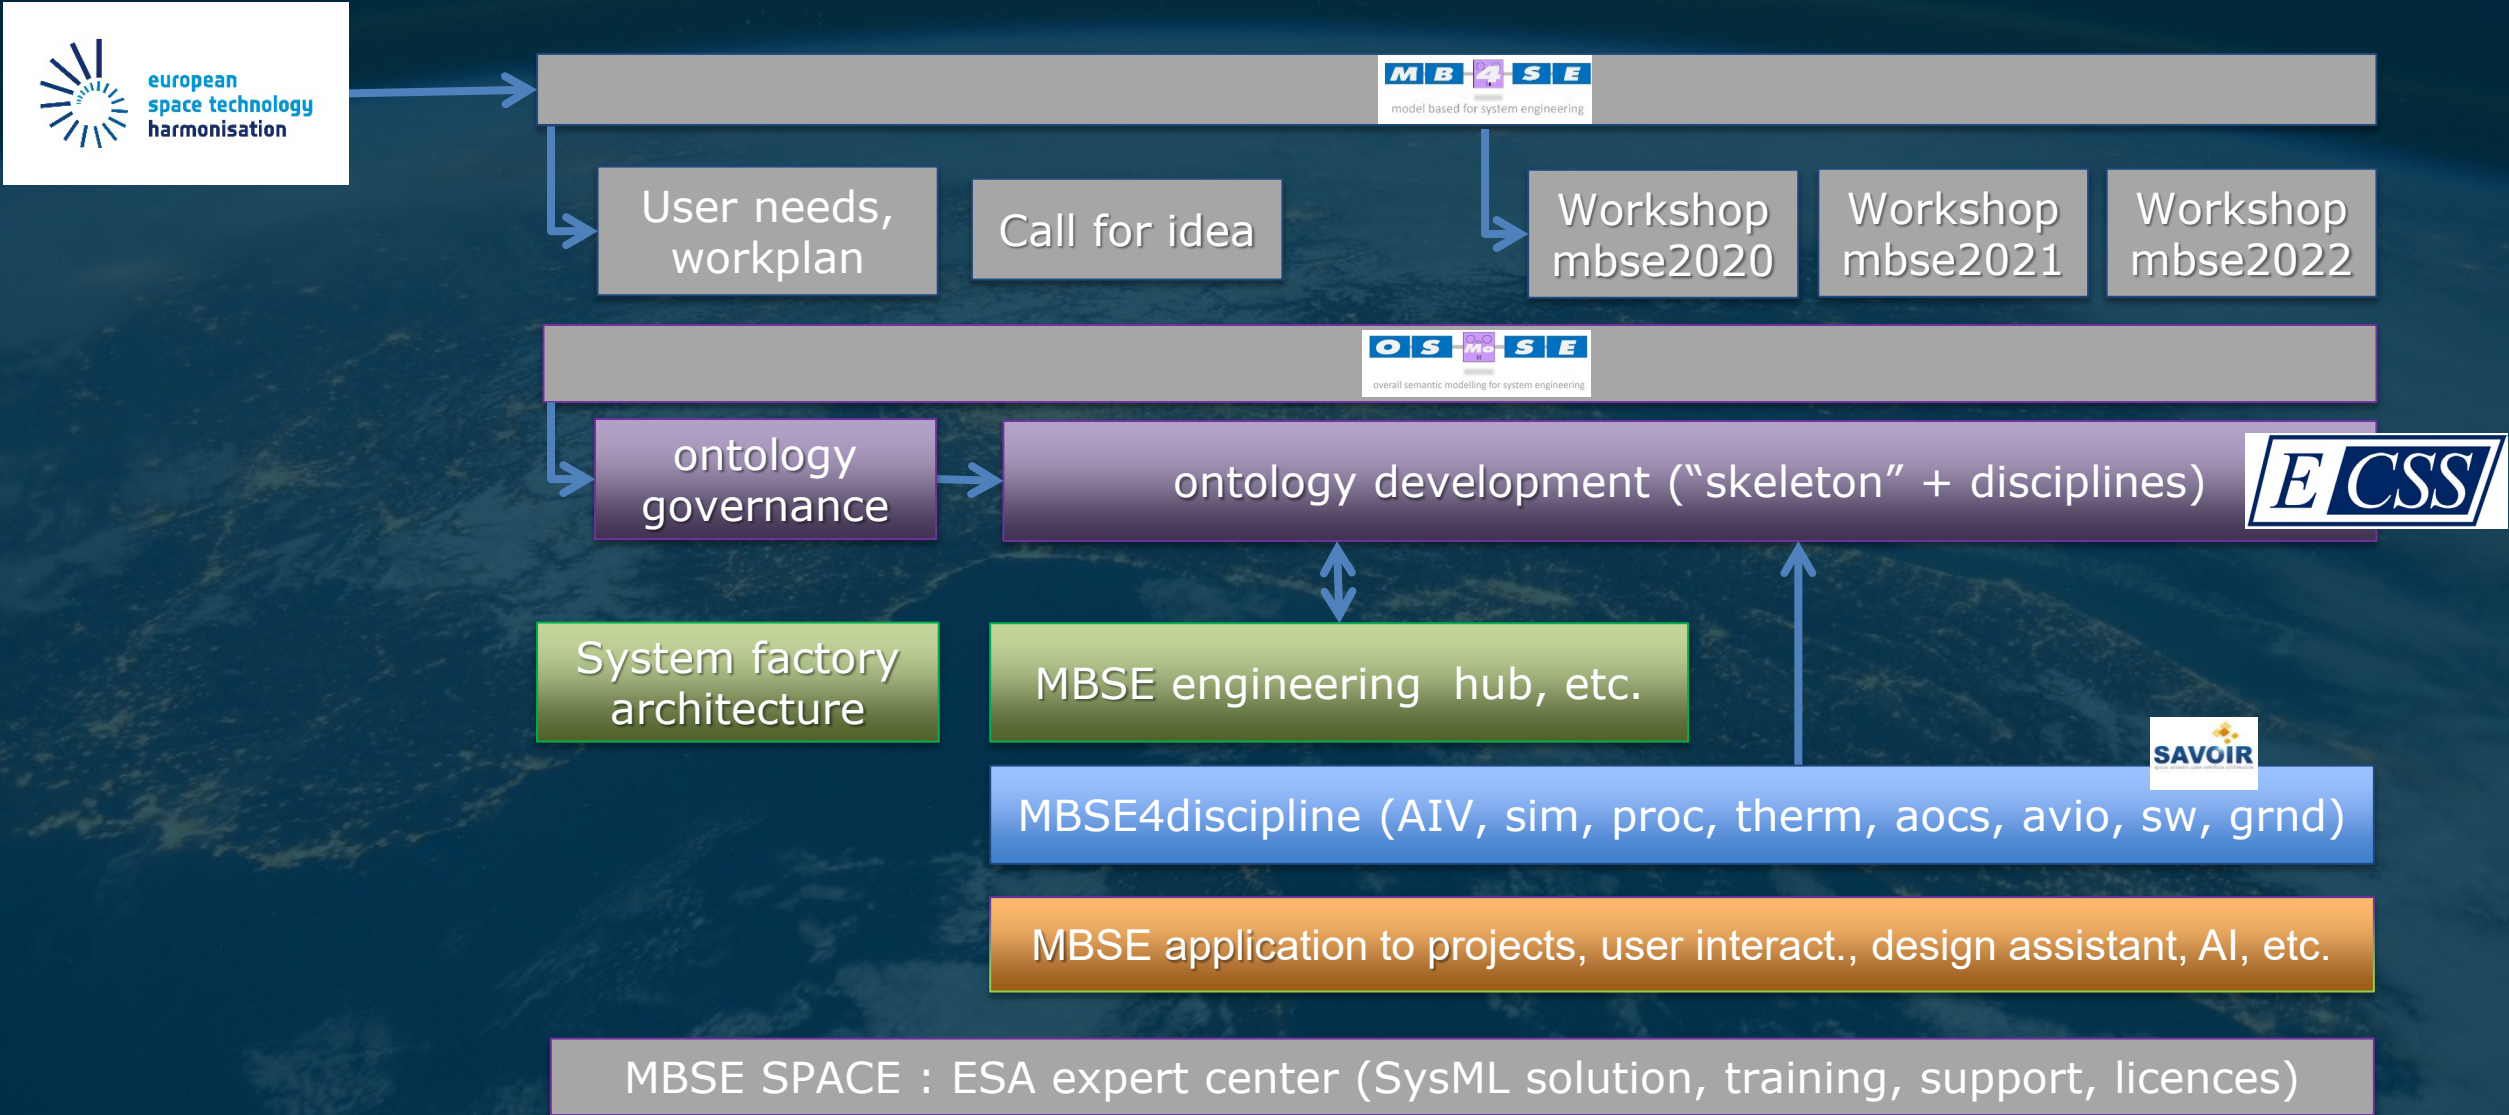 european
space technology
harmonisation
MB4SE
model based for system engineering
User needs,
workplan
Call for idea
Workshop
mbse2020
Workshop
mbse2021
Workshop
mbse2022
OSMoSE
overall semantic modelling for system engineering
ontology
governance
ontology development (“skeleton” + disciplines)
ECSS
System factory
architecture
MBSE engineering hub, etc.
SAVOIR
MBSE4discipline (AIV, sim, proc, therm, aocs, avio, sw, grnd)
MBSE application to projects, user interact., design assistant, AI, etc.
MBSE SPACE : ESA expert center (SysML solution, training, support, licences)